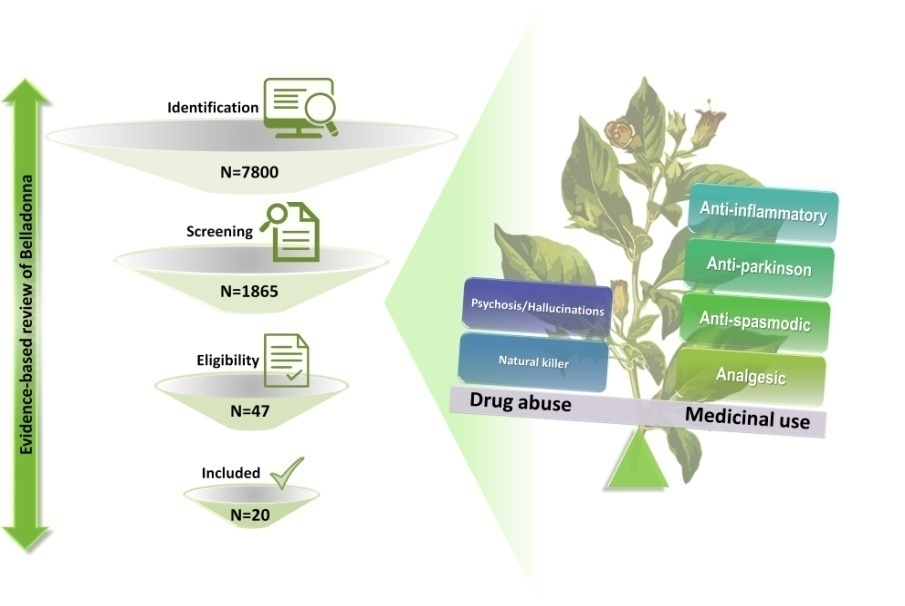 Evidence-based review of Belladonna
Identification
N=7800
Screening
N=1865
Eligibility
N=47
Included
N=20
Psychosis/Hallucinations
Natural killer
Drug abuse
Anti-inflammatory
Anti-parkinson
Anti-spasmodic
Analgesic
Medicinal use